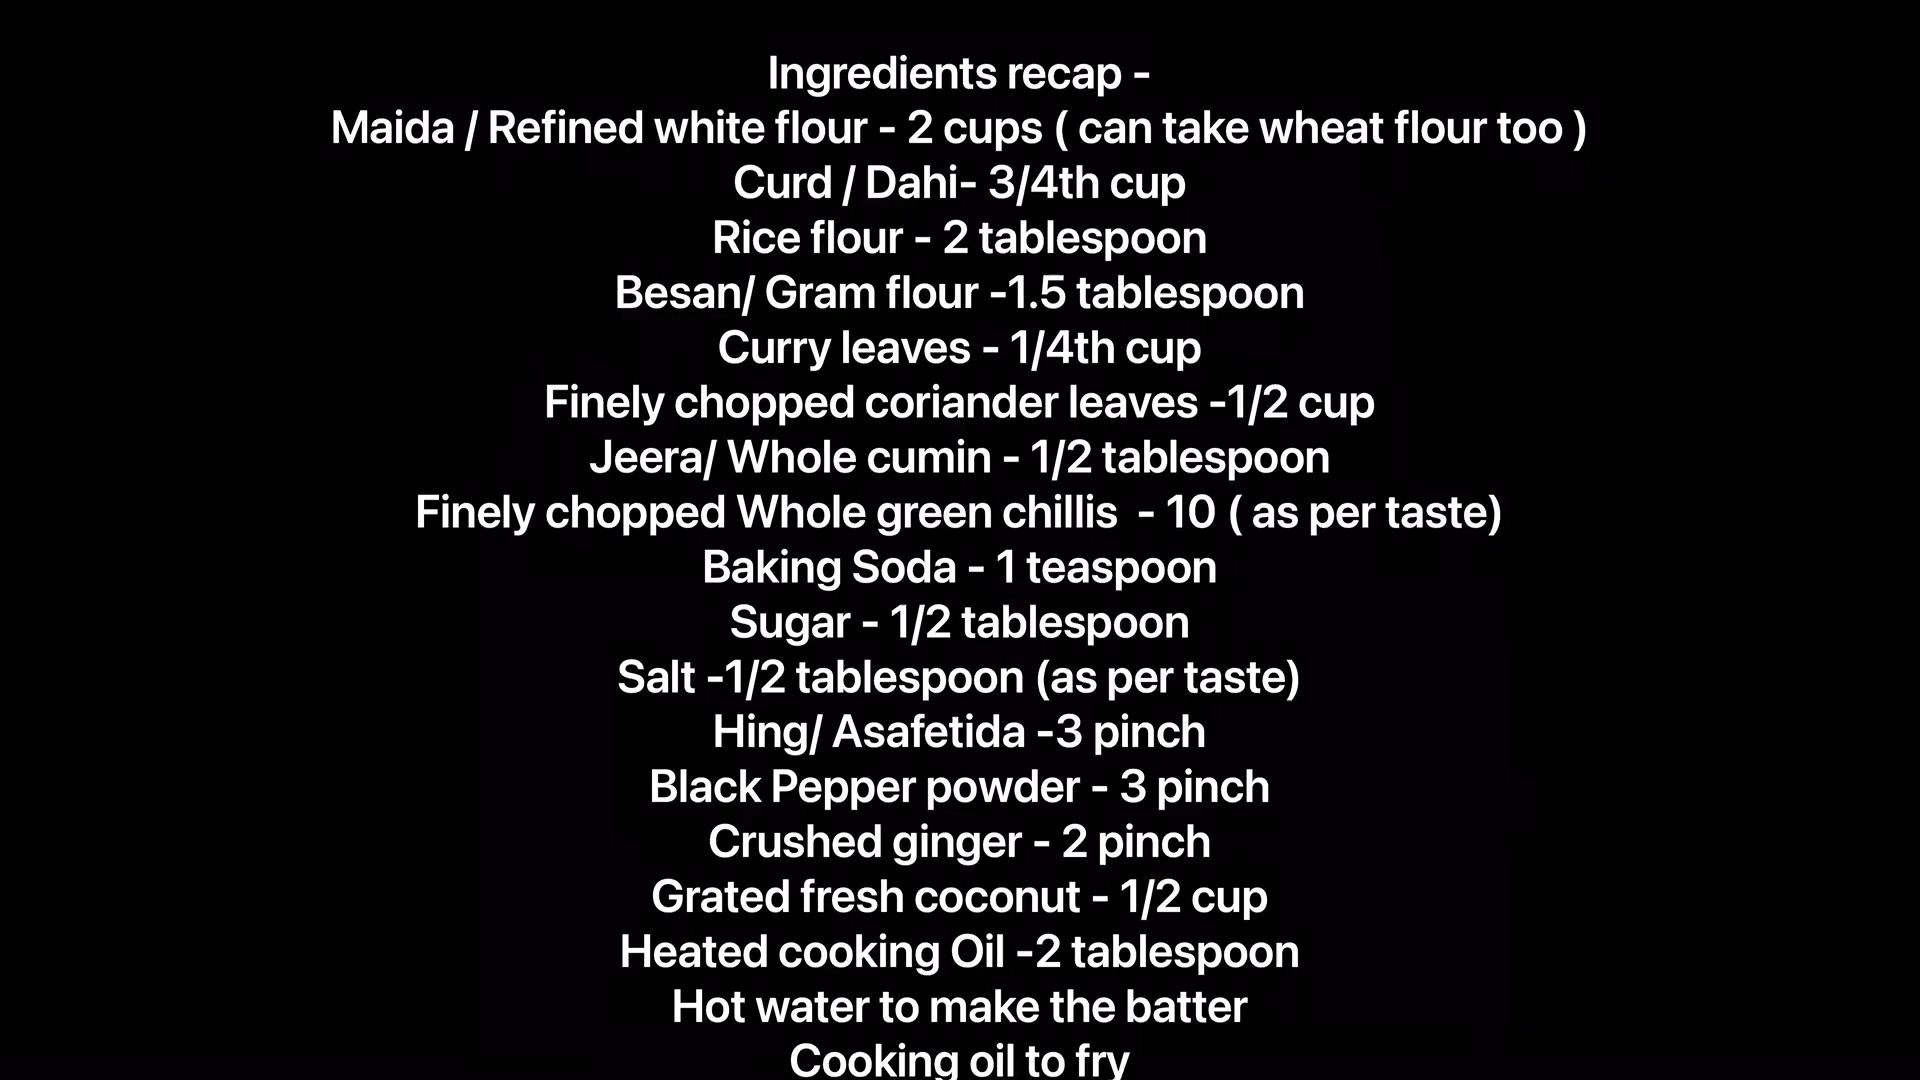 Ingredients recap -
Maida / Refined white flour - 2 cups ( can take wheat flour too )
Curd / Dahi- 3/4th cup
Rice flour - 2 tablespoon
Besan/ Gram flour -1.5 tablespoon
Curry leaves - 1/4th cup
Finely chopped coriander leaves -1/2 cup
Jeera/ Whole cumin - 1/2 tablespoon
Finely chopped Whole green chillis  - 10 ( as per taste)
Baking Soda - 1 teaspoon
Sugar - 1/2 tablespoon
Salt -1/2 tablespoon (as per taste)
Hing/ Asafetida -3 pinch
Black Pepper powder - 3 pinch
Crushed ginger - 2 pinch
Grated fresh coconut - 1/2 cup
Heated cooking Oil -2 tablespoon
Hot water to make the batter
Cooking oil to fry